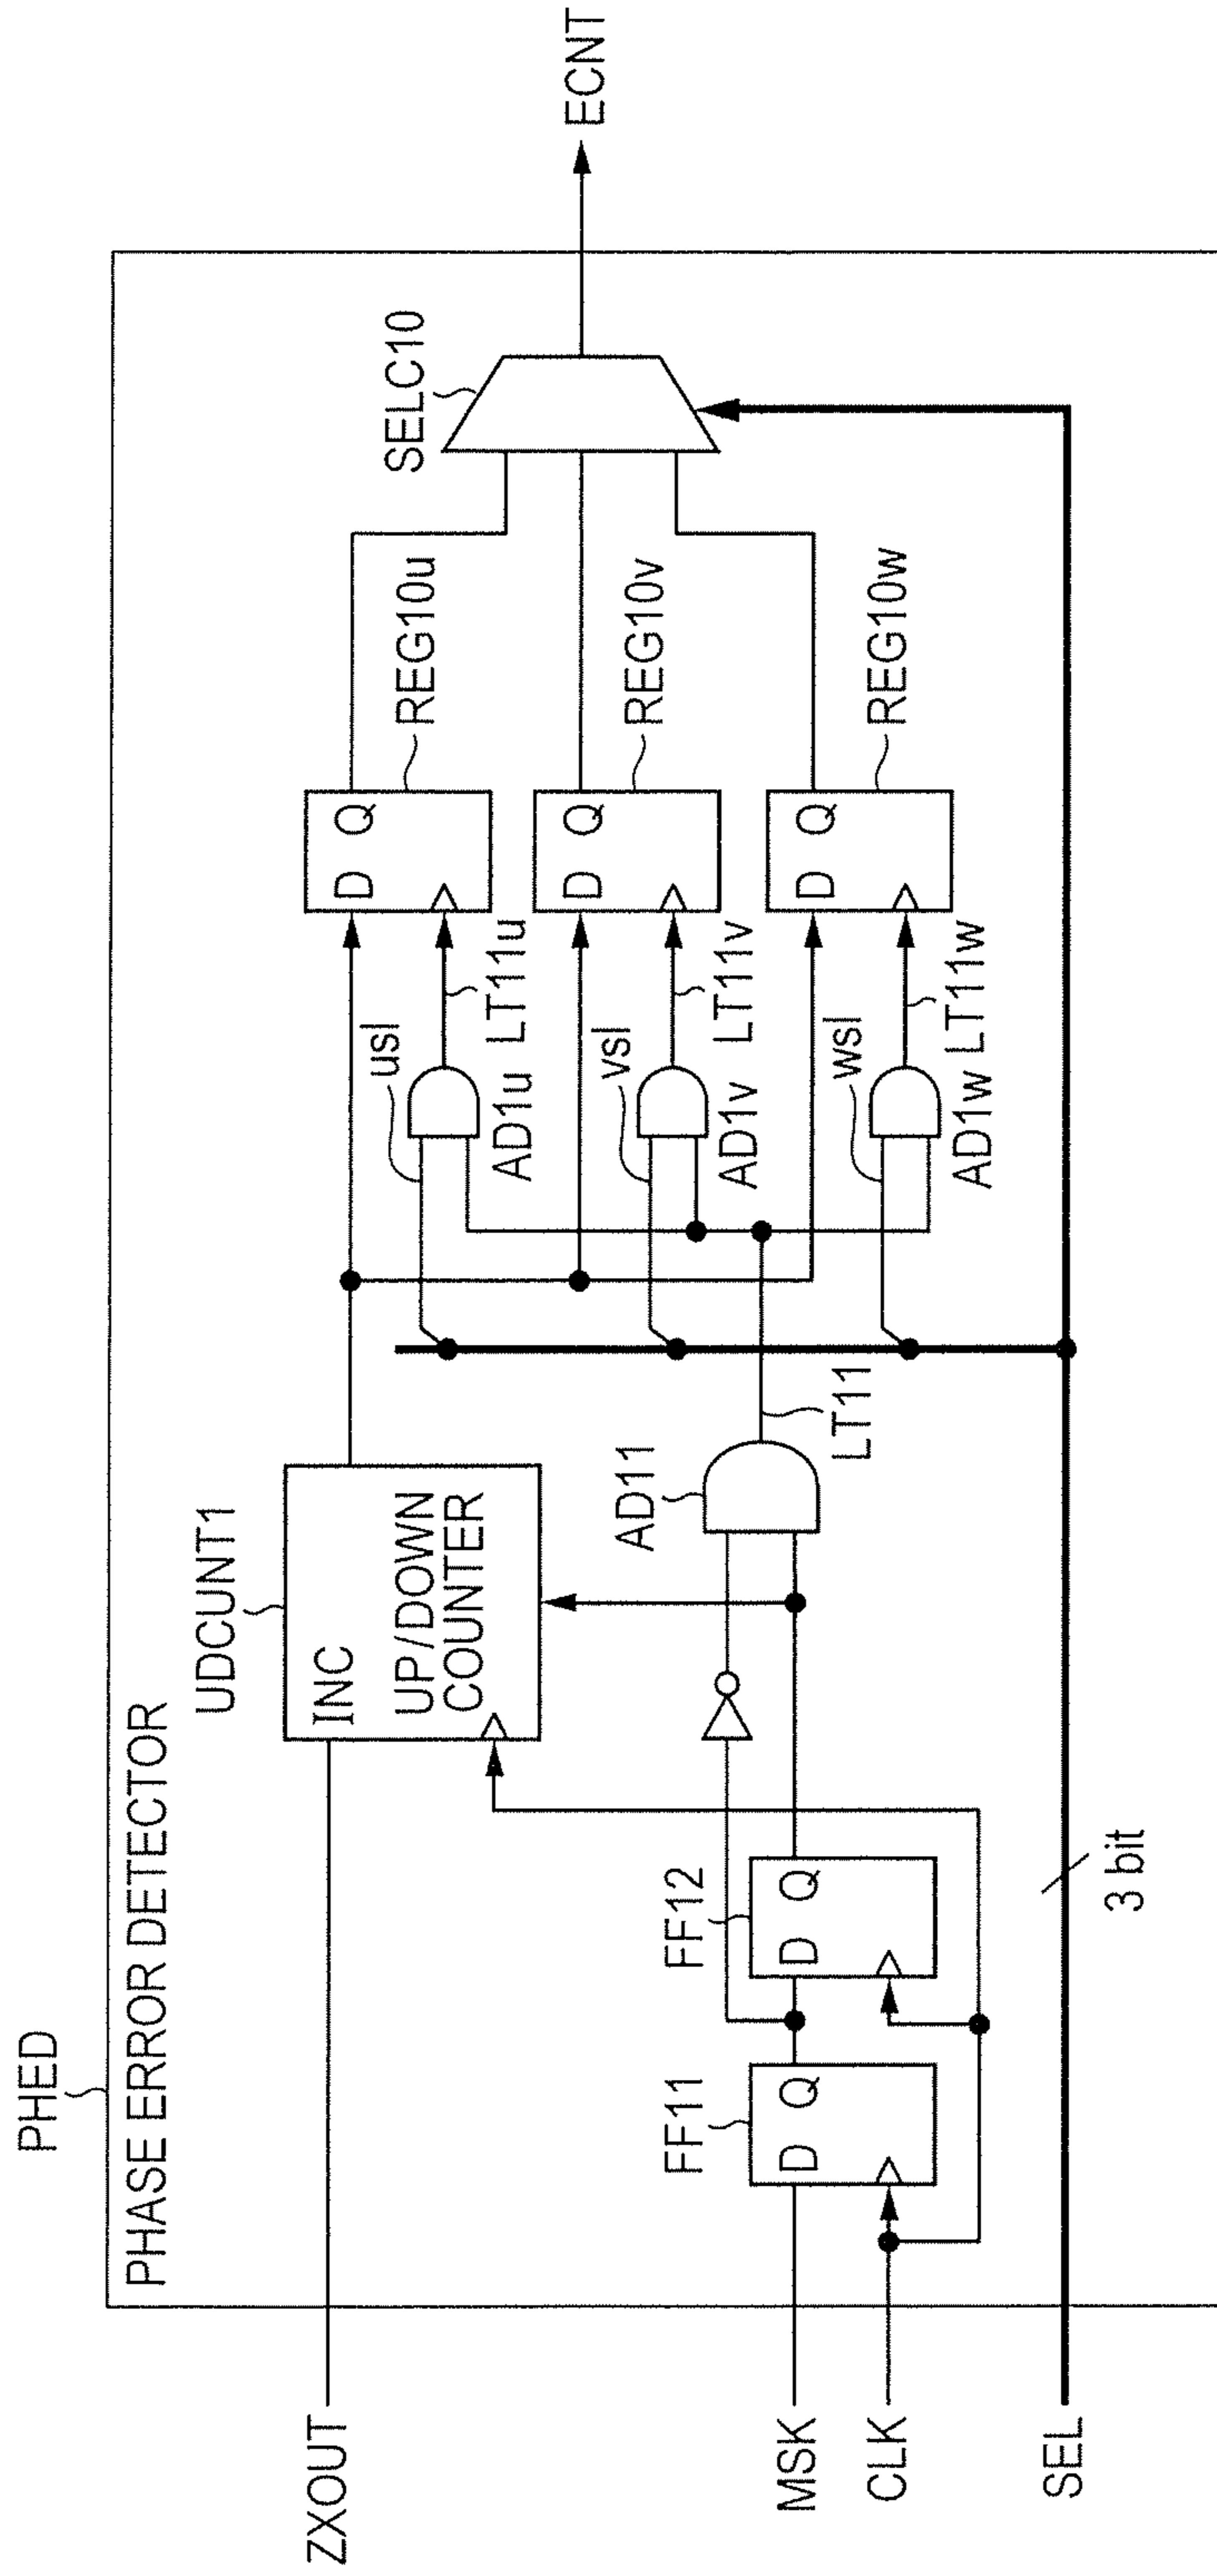 PHED
PHASE ERROR DETECTOR
ZXOUT
MSK
CLK
SEL
UDCUNT1
INC
UP/DOWN
COUNTER
FF11
D Q
FF12
D Q
3 bit
AD11
LT11
usl
AD1u
LT11u
vsl
AD1v
LT11v
wsl
AD1w
LT11w
D Q
REG10u
D Q
REG10v
D Q
REG10w
SELC10
ECNT